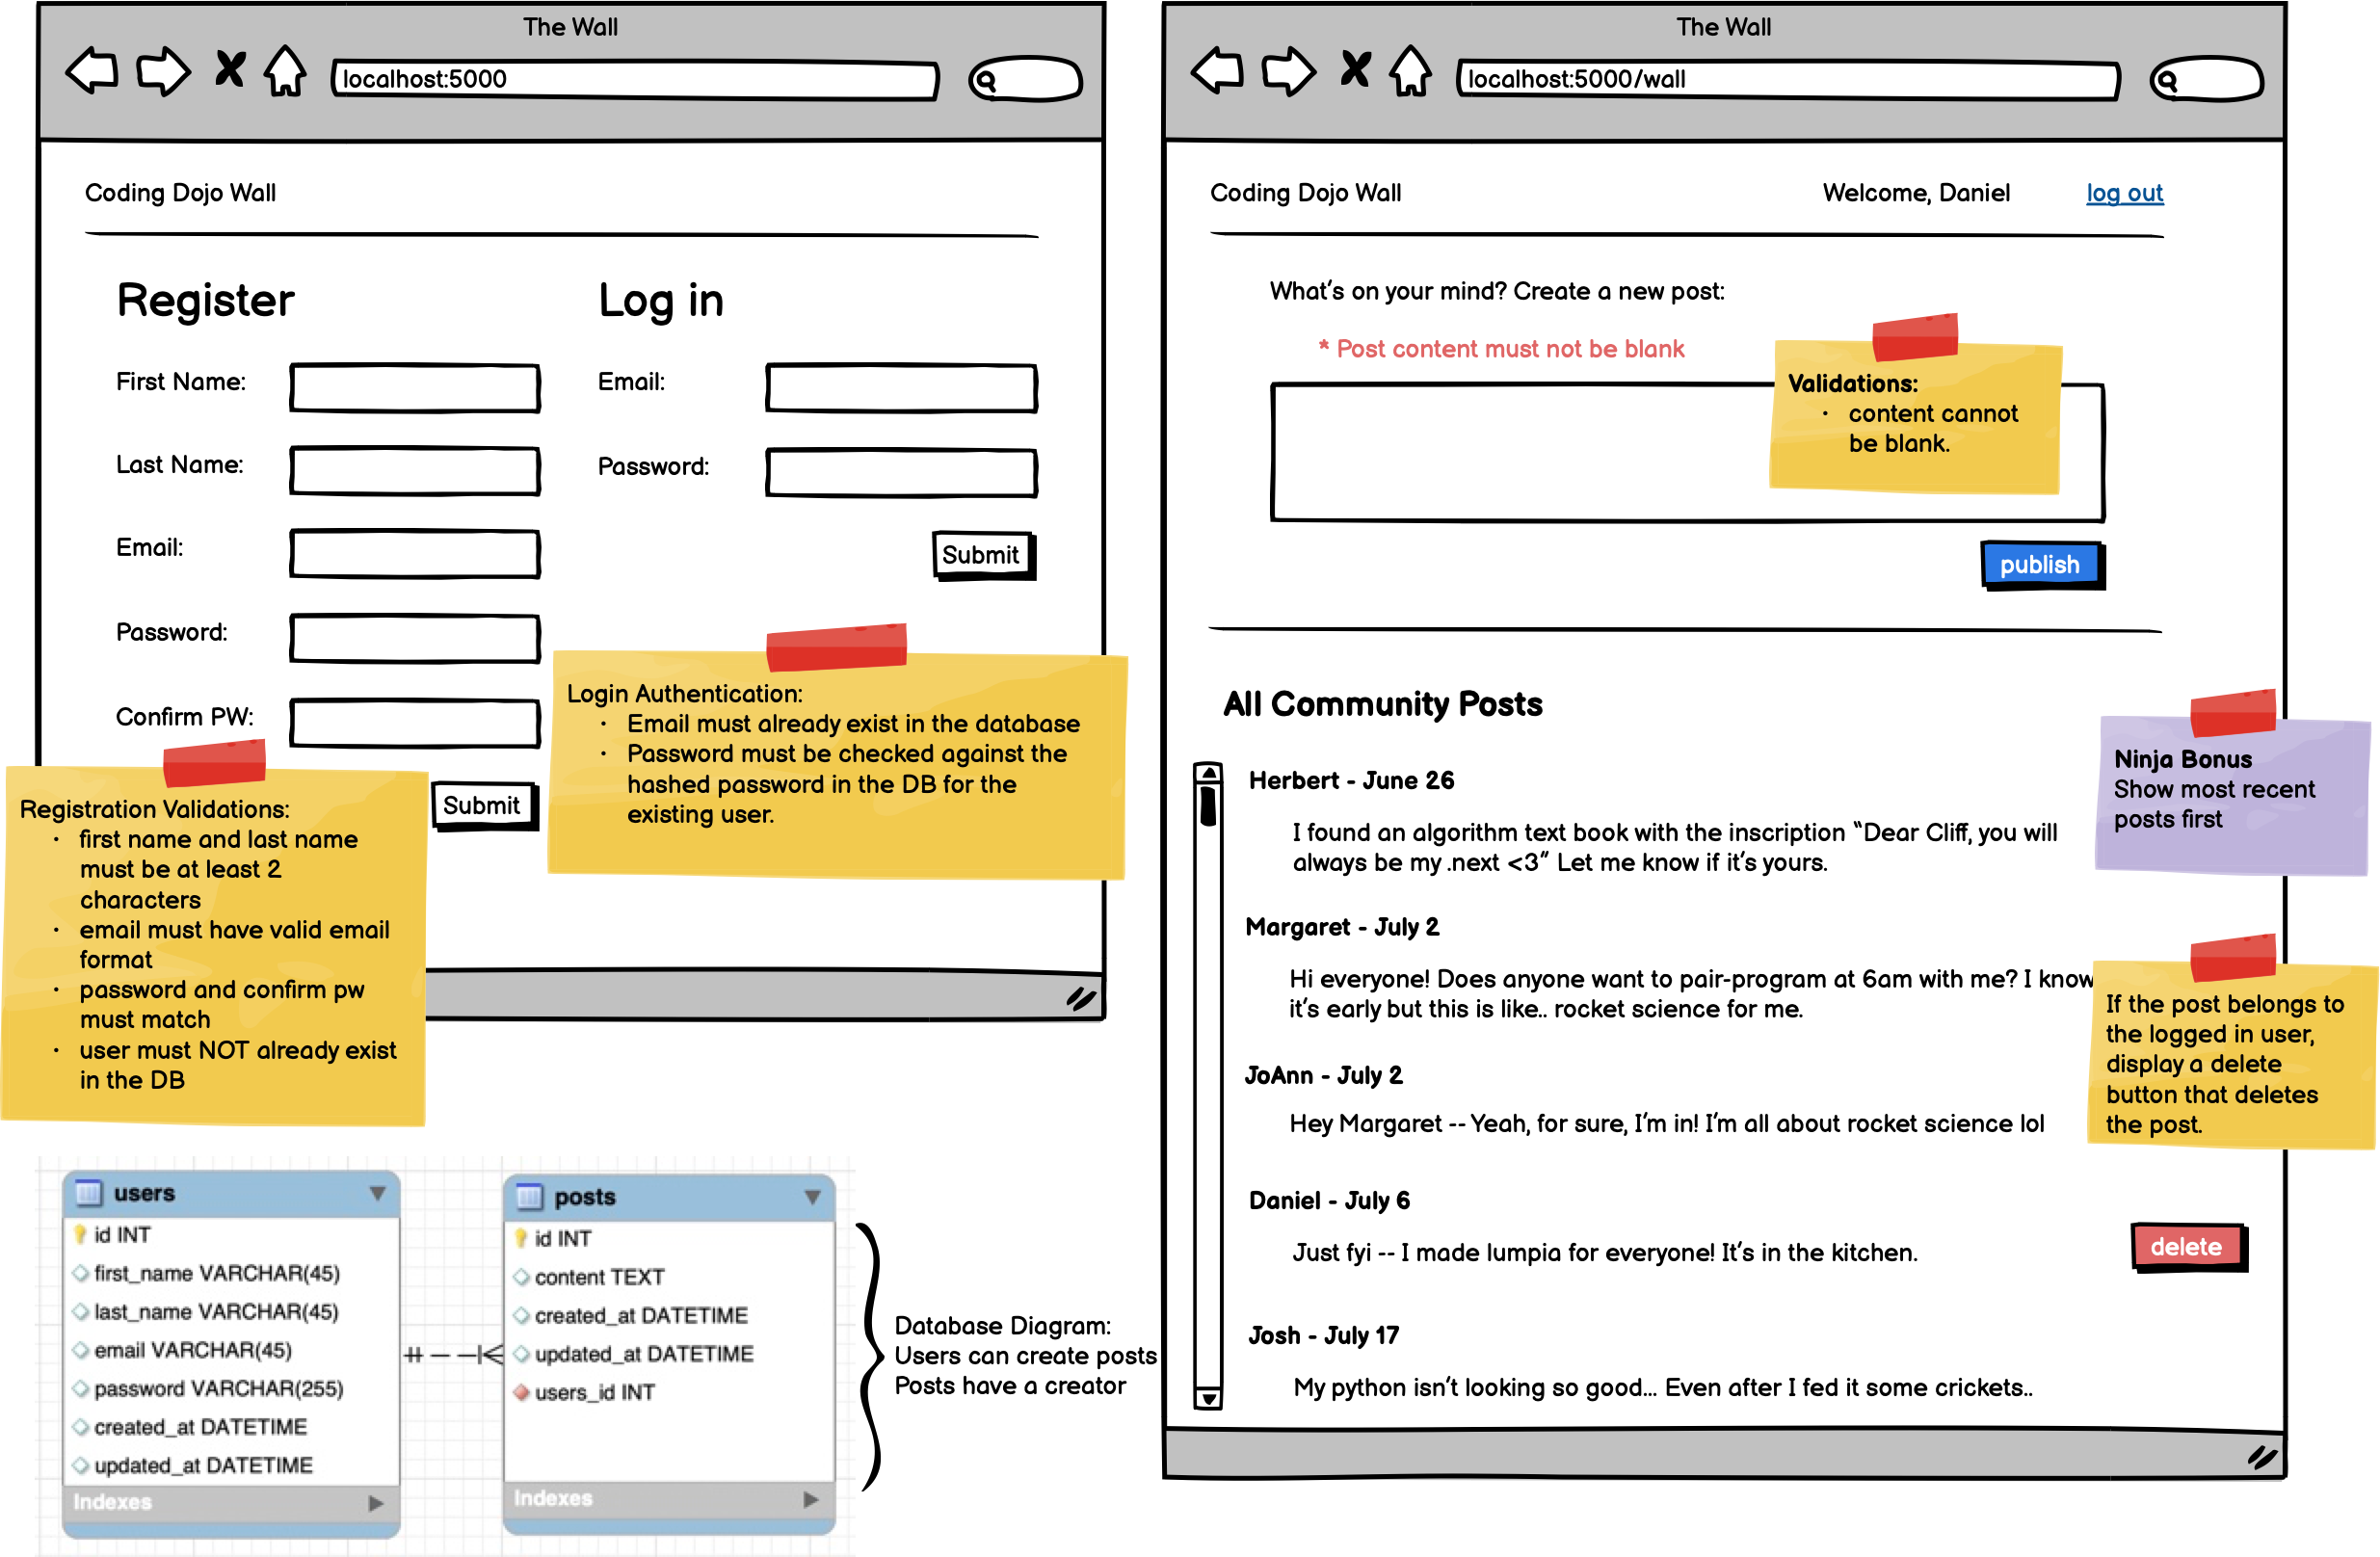 The Wall
localhost:5000
Coding Dojo Wall
Register
First Name:
Last Name:
Email:
Password:
Confirm PW:
Submit
Log in
Email:
Password:
Submit
Login Authentication:
• Email must already exist in the database
• Password must be checked against the
hashed password in the DB for the
existing user.
Registration Validations:
• first name and last name
must be at least 2
characters
• email must have valid email
format
• password and confirm pw
must match
• user must NOT already exist
in the DB
users
id INT
first_name VARCHAR(45)
last_name VARCHAR(45)
email VARCHAR(45)
password VARCHAR(255)
created_at DATETIME
updated_at DATETIME
Indexes
posts
id INT
content TEXT
created_at DATETIME
updated_at DATETIME
users_id INT
Indexes
Database Diagram:
Users can create posts
Posts have a creator
The Wall
localhost:5000/wall
Coding Dojo Wall
Welcome, Daniel
log out
What's on your mind? Create a new post:
* Post content must not be blank
Validations:
• content cannot
be blank.
publish
All Community Posts
Ninja Bonus
Show most recent
posts first
Herbert - June 26
I found an algorithm text book with the inscription "Dear Cliff, you will
always be my .next <3" Let me know if it's yours.
Margaret - July 2
Hi everyone! Does anyone want to pair-program at 6am with me? I know
it's early but this is like.. rocket science for me.
If the post belongs to
the logged in user,
display a delete
button that deletes
the post.
JoAnn - July 2
Hey Margaret -- Yeah, for sure, I'm in! I'm all about rocket science lol
Daniel - July 6
Just fyi -- I made lumpia for everyone! It's in the kitchen.
delete
Josh - July 17
My python isn't looking so good... Even after I fed it some crickets..